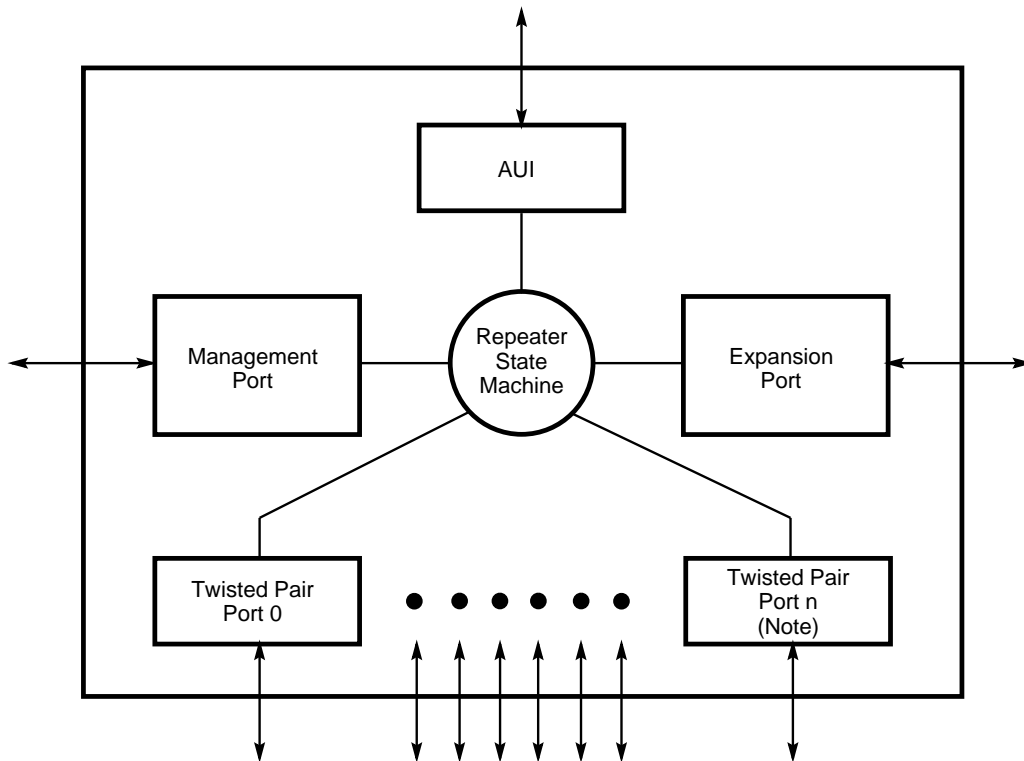 AUI
Management
Port
Repeater
State
Machine
Expansion
Port
Twisted Pair
Port 0
Twisted Pair
Port n
(Note)